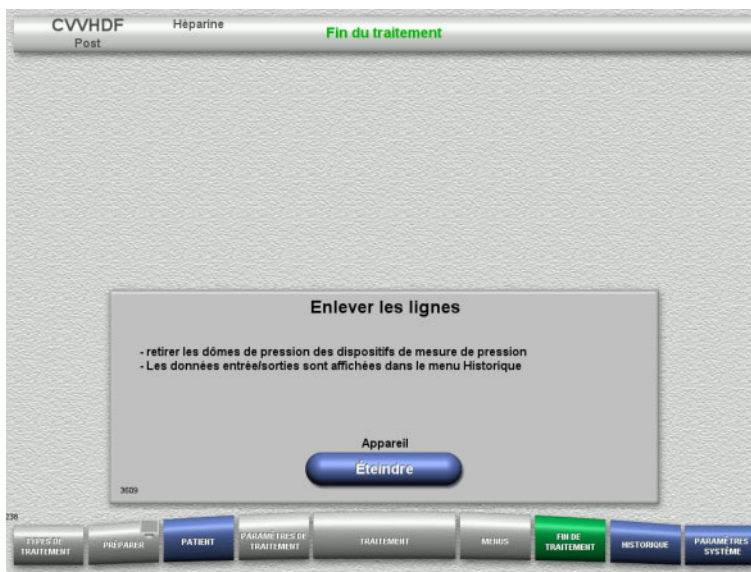 CVVHDF
Post
Héparine
Fin du traitement
Enlever les lignes
- retirer les dômes de pression des dispositifs de mesure de pression
- Les données entrée/sorties sont affichées dans le menu Historique
Appareil
Éteindre
3609
238
TYPES DE
TRAITEMENT
PRÉPARER
PATIENT
PARAMÈTRES DE
TRAITEMENT
TRAITEMENT
MENUS
FIN DE
TRAITEMENT
HISTORIQUE
PARAMÈTRES
SYSTÈME